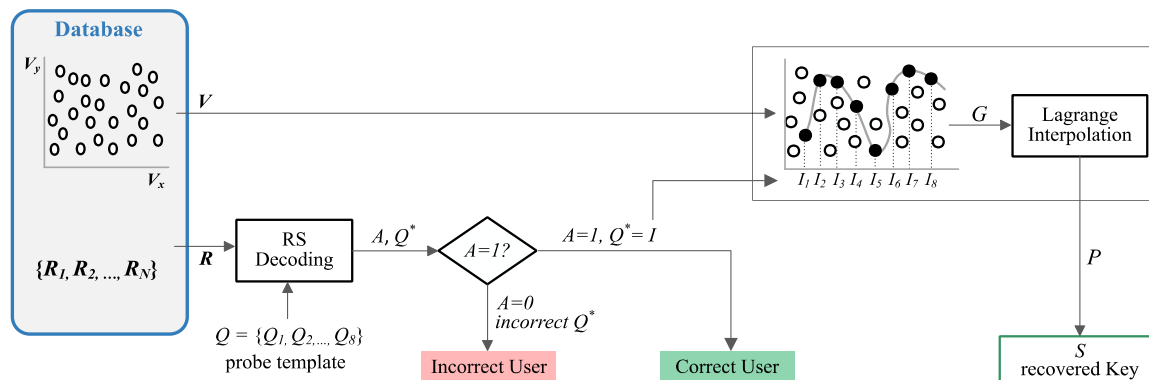 Database
V_y
V_x
V
G
Lagrange
Interpolation
I_1 I_2 I_3 I_4 I_5 I_6 I_7 I_8
{R_1, R_2, ..., R_N}
R
RS
Decoding
A, Q^*
A=1?
A=1, Q^*= I
P
A=0
incorrect Q^*
Q = {Q_1, Q_2,..., Q_8}
probe template
Incorrect User
Correct User
S
recovered Key